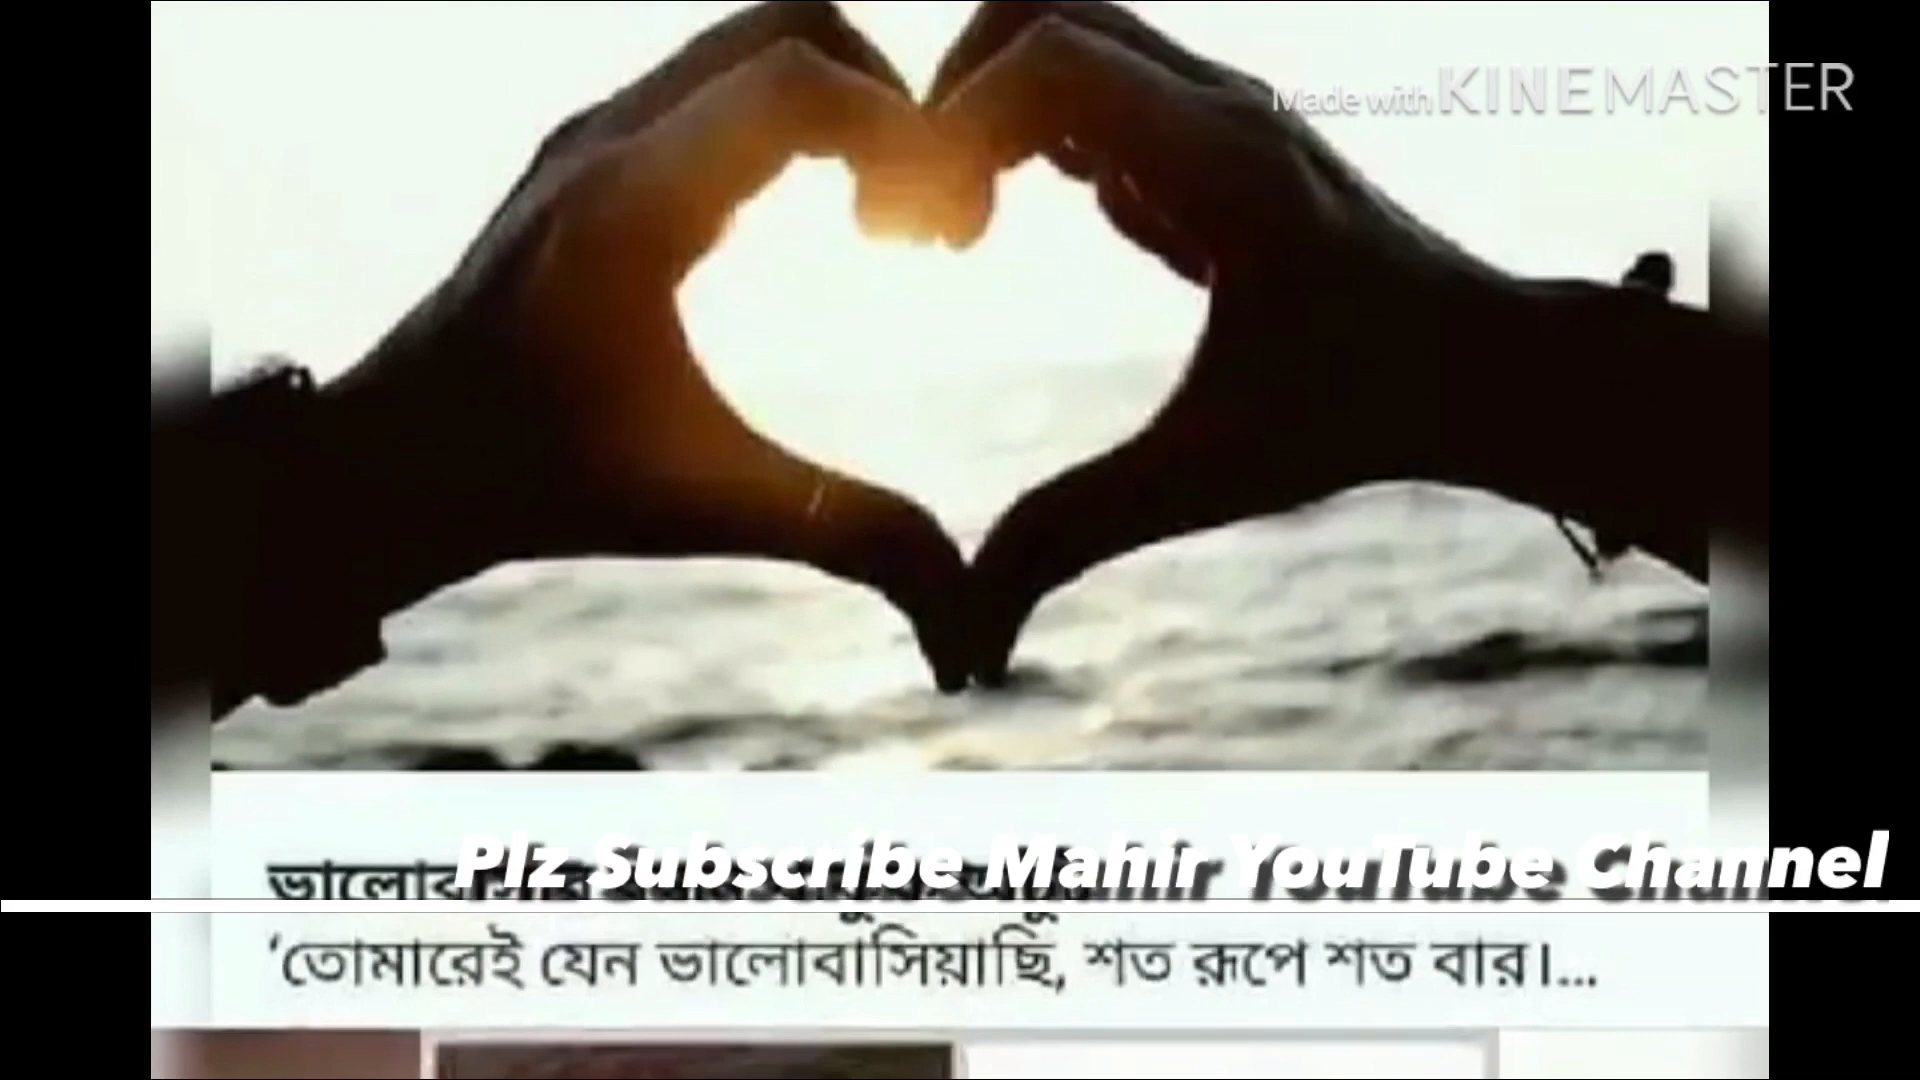 Made with KINEMASTER
Plz Subscribe Mahir YouTube Channel
‘তোমারেই যেন ভালোবাসিয়াছি, শত রূপে শত বার।...